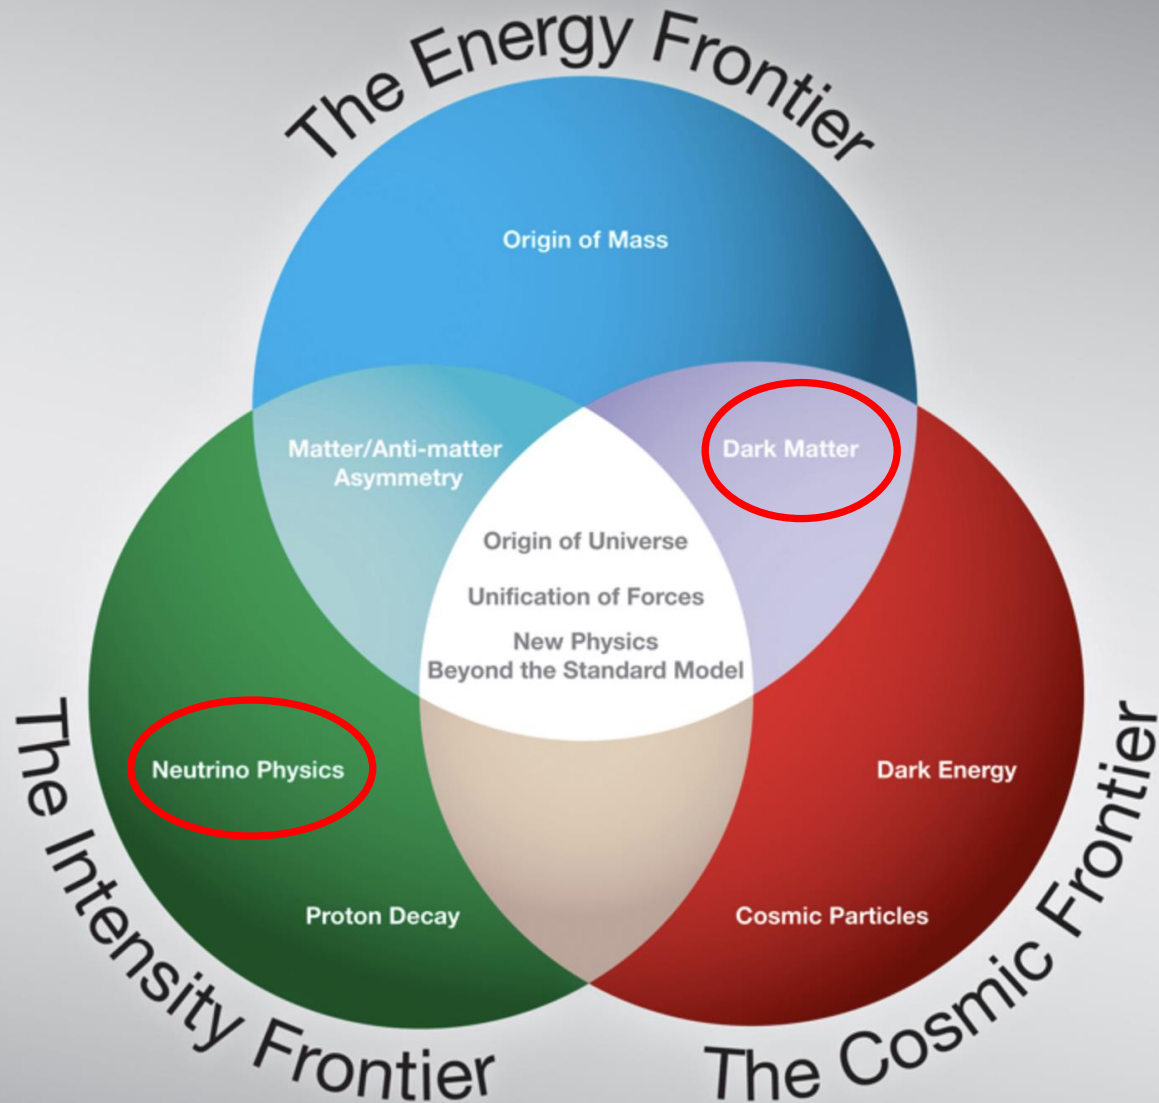 The Energy Frontier
Origin of Mass
Matter/Anti-matter
Asymmetry
Dark Matter
Origin of Universe
Unification of Forces
New Physics
Beyond the Standard Model
Neutrino Physics
Dark Energy
Proton Decay
Cosmic Particles
The Intensity Frontier
The Cosmic Frontier